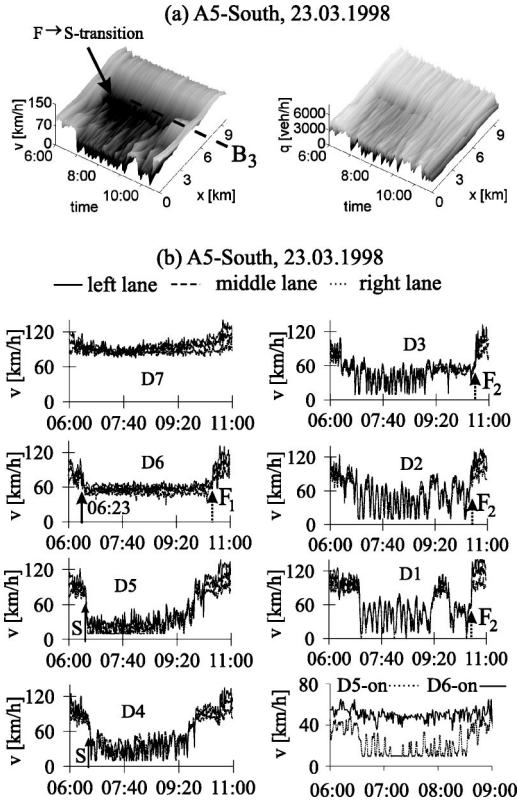 (a) A5-South, 23.03.1998
F → S-transition
v [km/h]
150
70
0
6:00
8:00
10:00
time
0
3
6
9
x [km]
B3
q [veh/h]
6000
3000
0
6:00
8:00
10:00
time
0
3
6
9
x [km]
(b) A5-South, 23.03.1998
left lane middle lane right lane
v [km/h]
120
60
0
D7
06:00 07:40 09:20 11:00
v [km/h]
120
60
0
D3
F2
06:00 07:40 09:20 11:00
v [km/h]
120
60
0
D6
06:23
F1
06:00 07:40 09:20 11:00
v [km/h]
120
60
0
D2
F2
06:00 07:40 09:20 11:00
v [km/h]
120
60
0
D5
S
06:00 07:40 09:20 11:00
v [km/h]
120
60
0
D1
F2
06:00 07:40 09:20 11:00
v [km/h]
120
60
0
D4
S
06:00 07:40 09:20 11:00
v [km/h]
80
40
0
D5-on D6-on
06:00 07:00 08:00 09:00